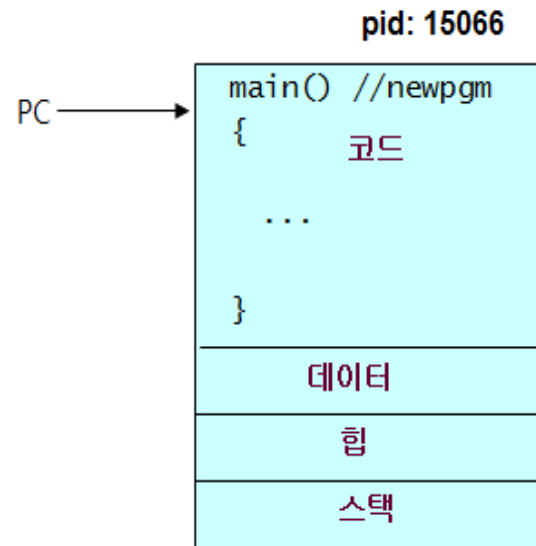 pid: 15066
main() //newpgm
PC
{
코드
...
}
데이터
힙
스택